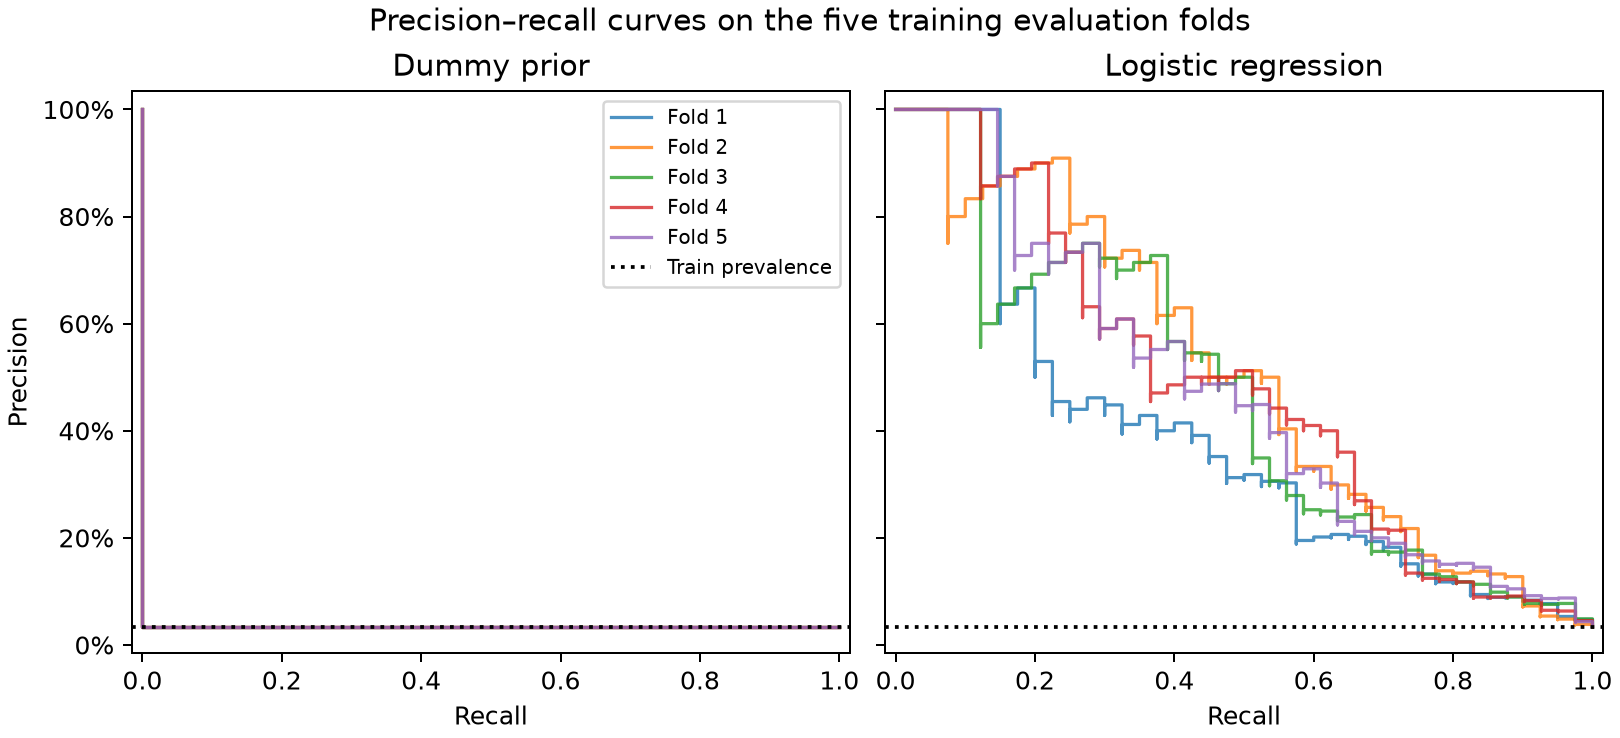 Precision–recall curves on the five training evaluation folds
Dummy prior
Logistic regression
Precision
100%
80%
60%
40%
20%
0%
Fold 1
Fold 2
Fold 3
Fold 4
Fold 5
Train prevalence
0.0 0.2 0.4 0.6 0.8 1.0
0.0 0.2 0.4 0.6 0.8 1.0
Recall
Recall